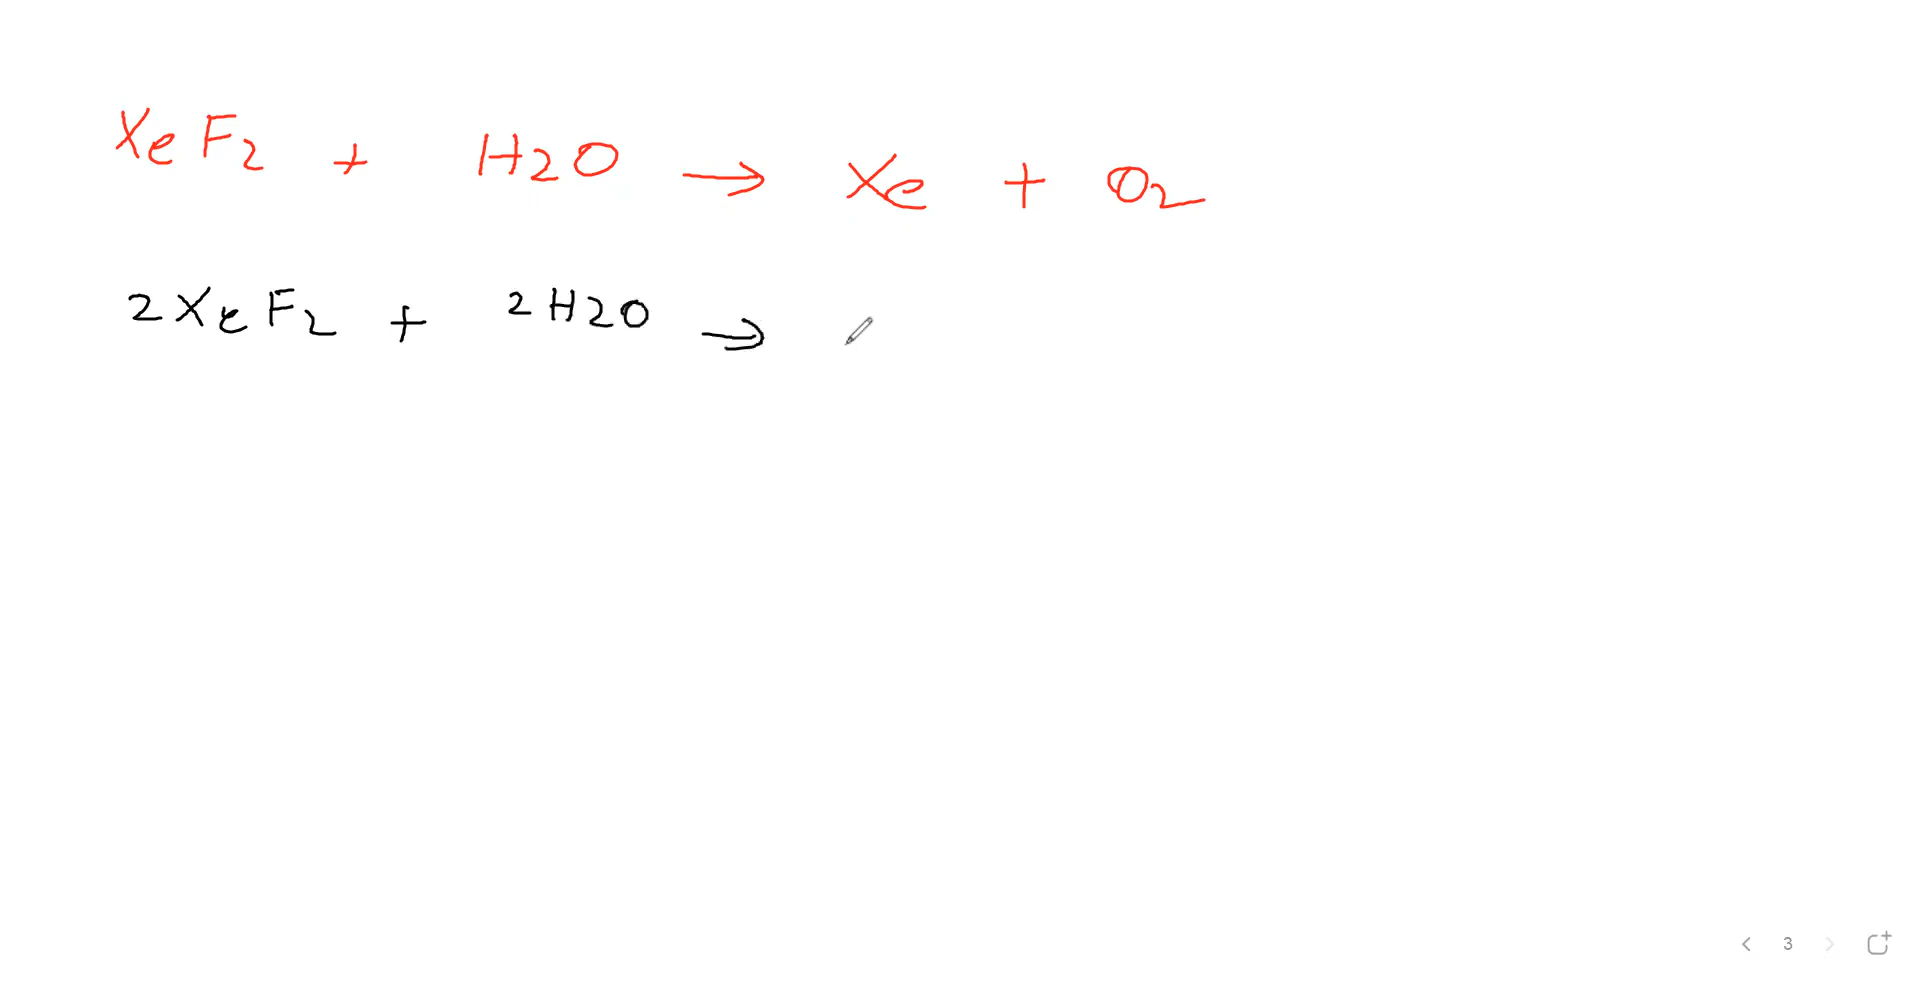 XeF2 + H2O → Xe + O2
2XeF2 + 2H2O →
3